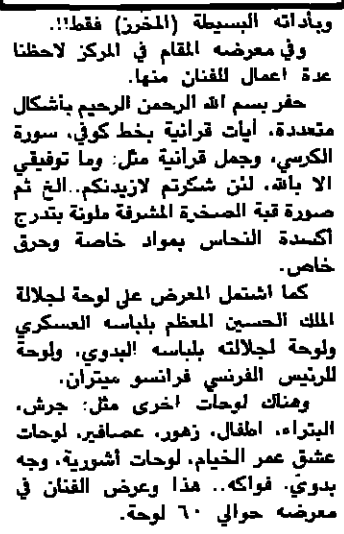 وبأداته البسيطة (المخرز) فقط!!.
وفي معرضه المقام في المركز لاحظنا
عدة اعمال للفنان منها.
حفر بسم الله الرحمن الرحيم بأشكال
متعددة، أيات قرآنية بخط كوفي، سورة
الكرسي، وجمل قرآنية مثل: وما توفيقي
الا بالله، لئن شكرتم لازيدنكم..الخ ثم
صورة قبة الصخرة المشرفة ملونة بتدرج
أكسدة النحاس بمواد خاصة وحرق
خاص.
كما اشتمل المعرض على لوحة لجلالة
الملك الحسين المعظم بلباسه العسكري
ولوحة لجلالته بلباسه البدوي، ولوحة
للرئيس الفرنسي فرانسو ميتران.
وهناك لوحات اخرى مثل: جرش،
البتراء، اطفال، زهور، عصافير، لوحات
عشق عمر الخيام، لوحات أشورية، وجه
بدوي، فواكه.. هذا وعرض الفنان في
معرضه حوالي ٦٠ لوحة.